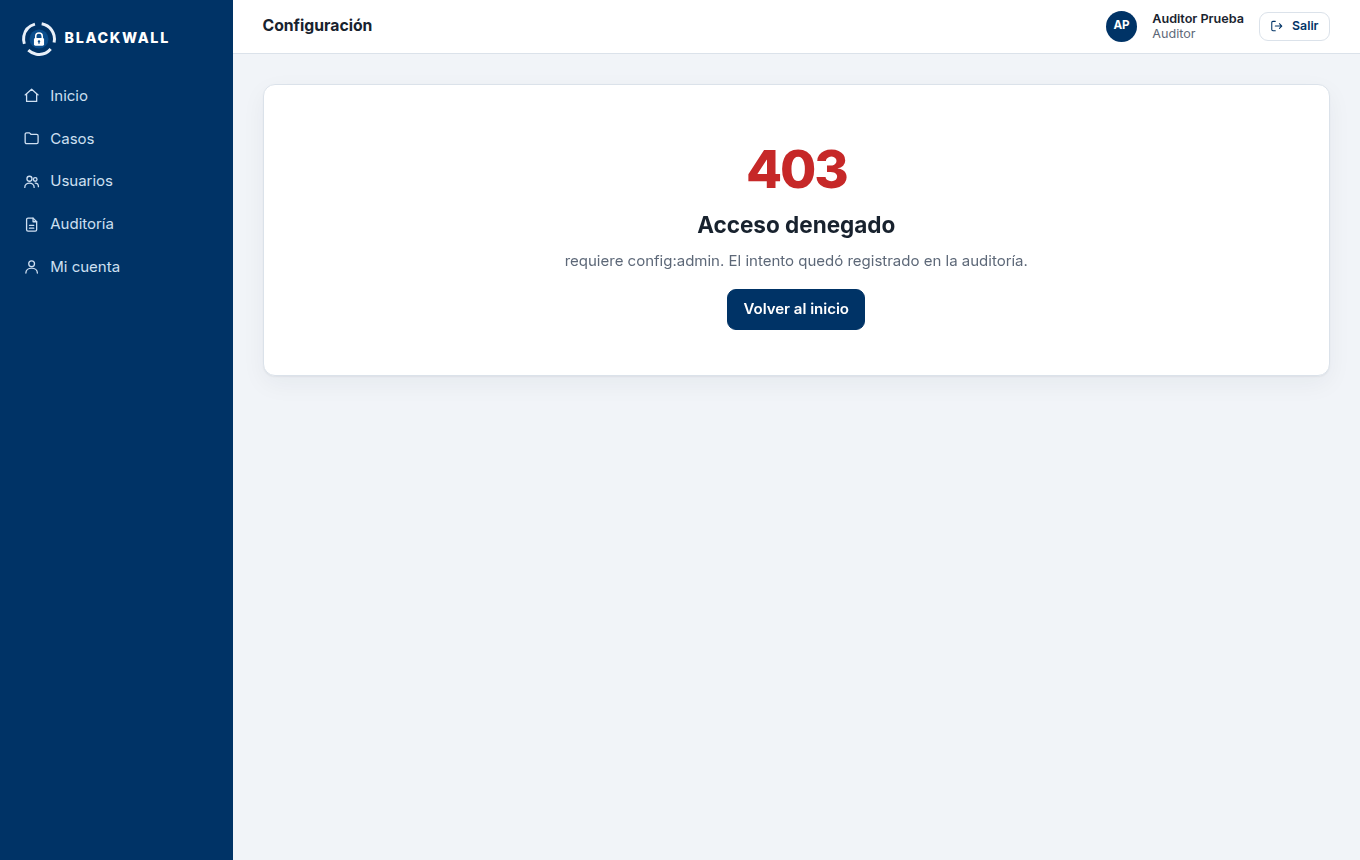 BLACKWALL
Inicio
Casos
Usuarios
Auditoría
Mi cuenta
Configuración
AP
Auditor Prueba
Auditor
Salir
403
Acceso denegado
requiere config:admin. El intento quedó registrado en la auditoría.
Volver al inicio